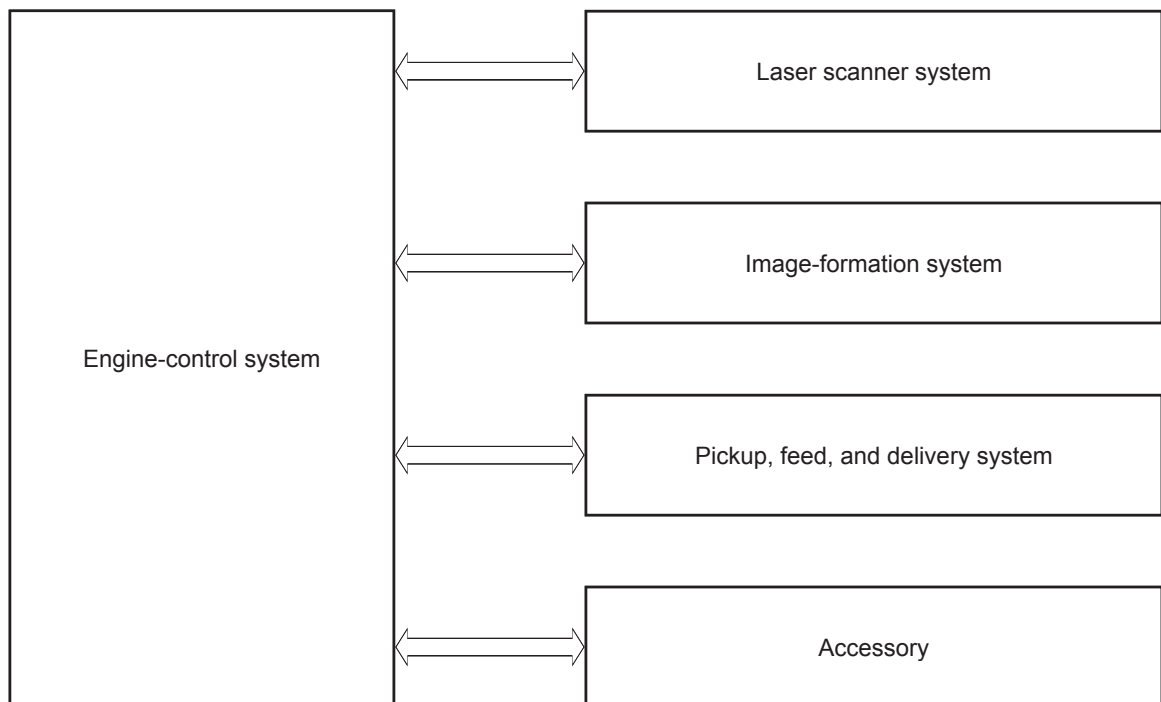 Laser scanner system
Image-formation system
Engine-control system
Pickup, feed, and delivery system
Accessory